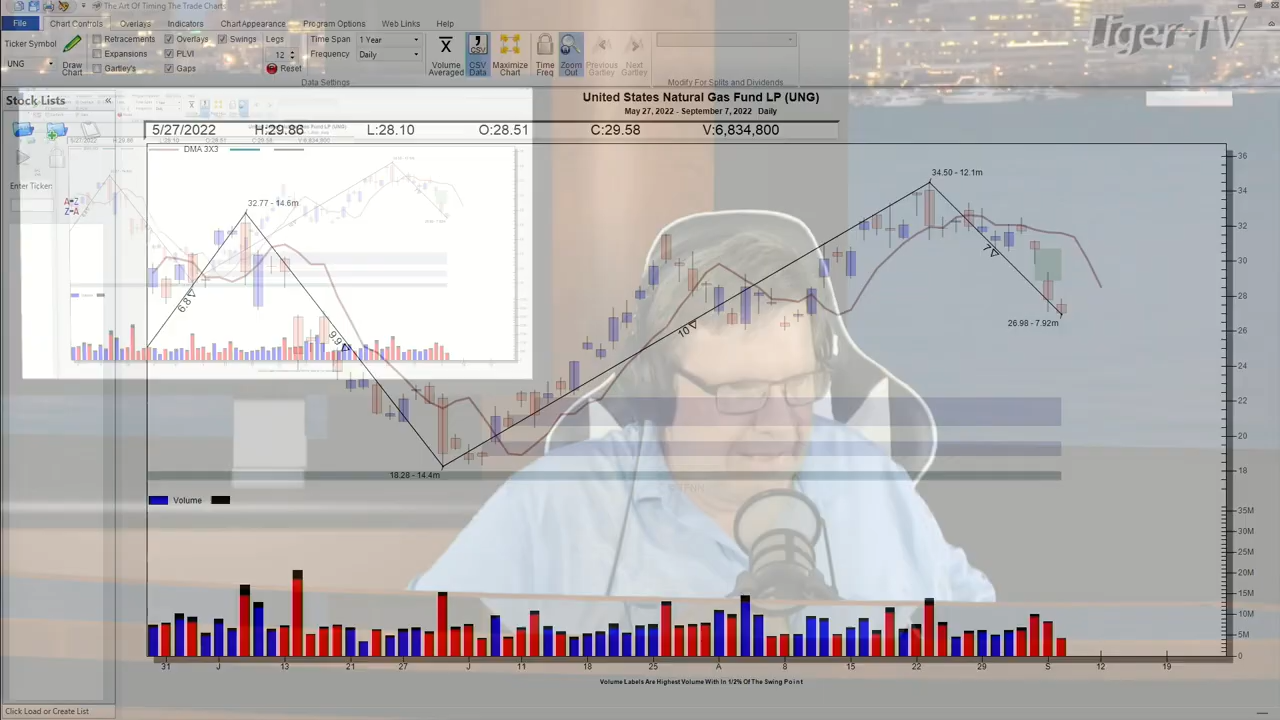 The Art Of Timing The Trade Charts
Tiger-TV
File Chart Controls Overlays Indicators Chart Appearance Program Options Web Links Help
Ticker Symbol
UNG
Draw Chart
Retracements
Expansions
Gartley's
Overlays
PLVI
Gaps
Swings
Legs
12
Reset
Time Span 1 Year
Frequency Daily
Data Settings
Volume Averaged
CSV Data
Maximize Chart
Time Freq
Zoom Out
Previous Gartley
Next Gartley
Modify For Splits and Dividends
Stock Lists
Enter Ticker:
A-Z
Z-A
United States Natural Gas Fund LP (UNG)
May 27, 2022 - September 7, 2022 Daily
5/27/2022 H:29.86 L:28.10 O:28.51 C:29.58 V:6,834,800
DMA 3X3
32.77 - 14.6m
34.50 - 12.1m
18.28 - 14.4m
26.98 - 7.92m
6.8
10
7
36
34
32
30
28
26
24
22
20
18
Volume
35M
30M
25M
20M
15M
10M
5M
0
31 J 13 21 27 J 11 18 25 A 8 15 22 29 S 12 19
Volume Labels Are Highest Volume With In 1/2% Of The Swing Point
Click Load or Create List